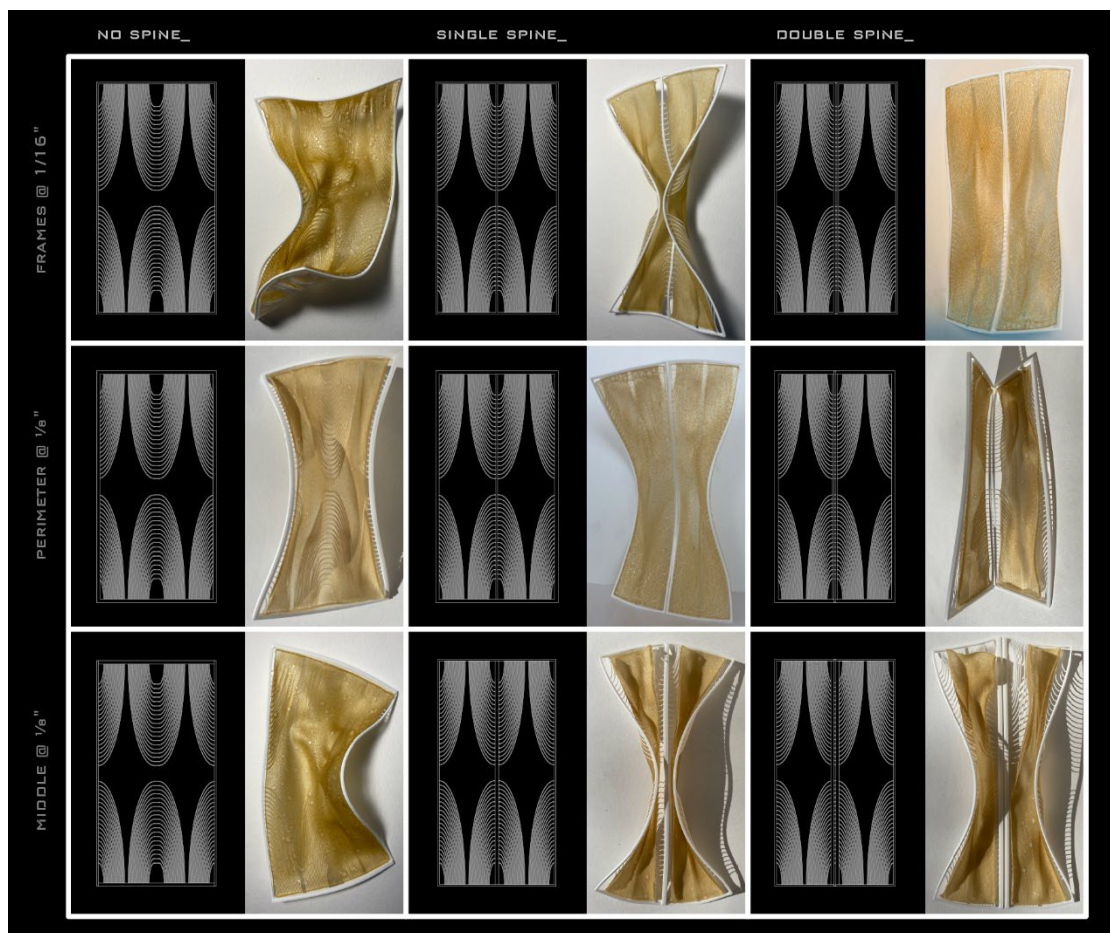 NO SPINE_
SINGLE SPINE_
DOUBLE SPINE_
FRAMES @ 1/16"
PERIMETER @ ⅛"
MIDDLE @ ⅛"